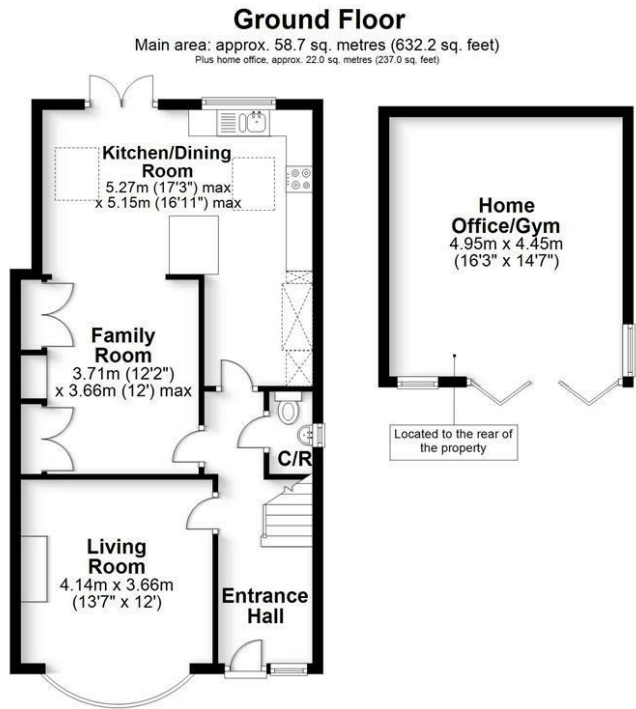 Ground Floor
Main area: approx. 58.7 sq. metres (632.2 sq. feet)
Plus home office, approx. 22.0 sq. metres (237.0 sq. feet)
Kitchen/Dining
Room
5.27m (17'3") max
x 5.15m (16'11") max
Home
Office/Gym
4.95m x 4.45m
(16'3" x 14'7")
Family
Room
3.71m (12'2")
x 3.66m (12') max
Located to the rear of
the property
C/R
Living
Room
4.14m x 3.66m
(13'7" x 12')
Entrance
Hall